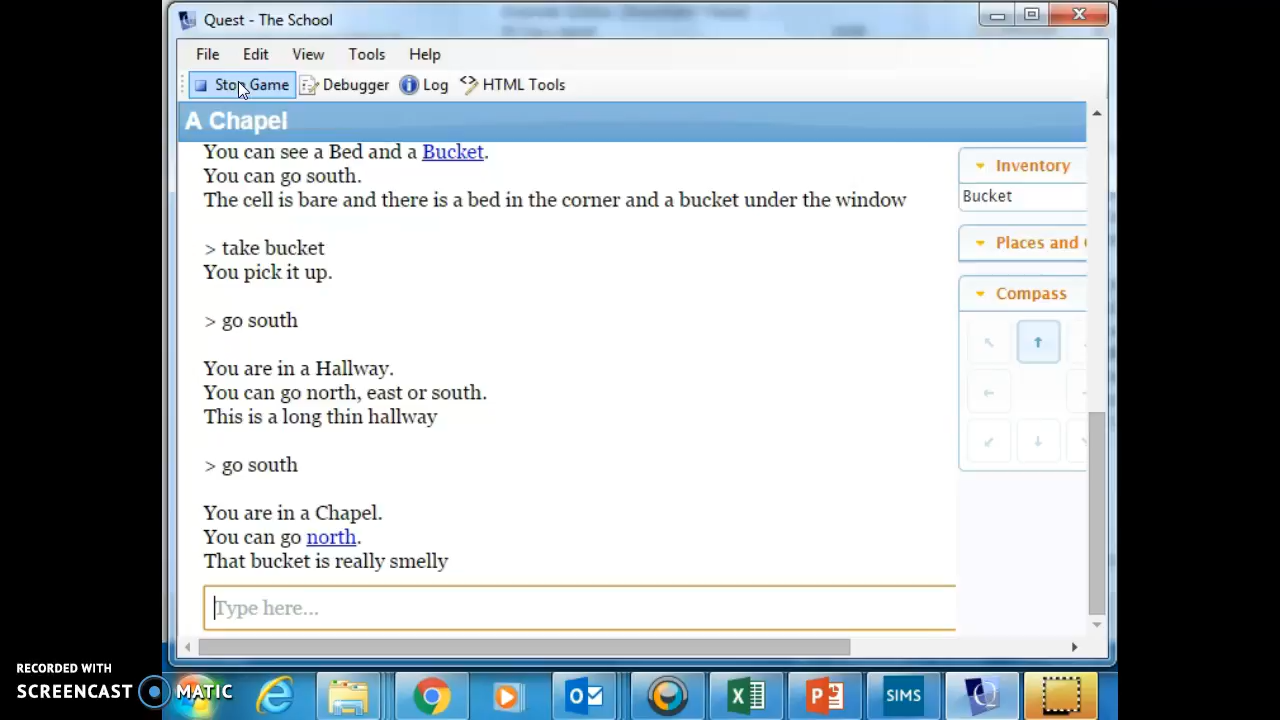 Quest - The School
File Edit View Tools Help
Stop Game Debugger Log HTML Tools
A Chapel
You can see a Bed and a Bucket.
You can go south.
The cell is bare and there is a bed in the corner and a bucket under the window
> take bucket
You pick it up.
> go south
You are in a Hallway.
You can go north, east or south.
This is a long thin hallway
> go south
You are in a Chapel.
You can go north.
That bucket is really smelly
Type here...
Inventory
Bucket
Places and
Compass
RECORDED WITH
SCREENCAST MATIC
SIMS